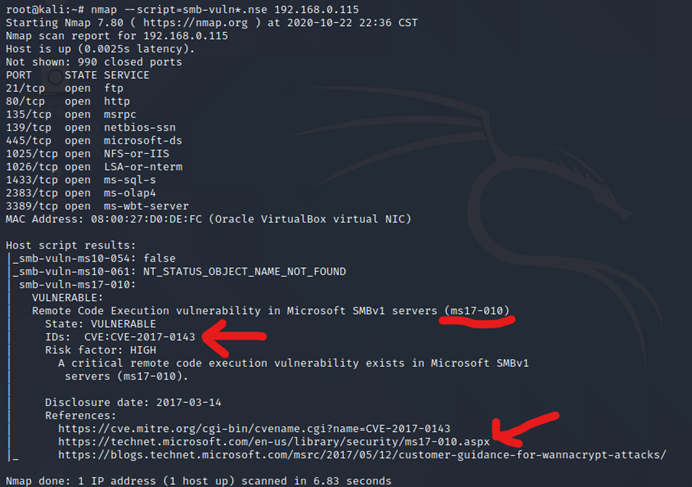 root@kali:~# nmap --script=smb-vuln*.nse 192.168.0.115
Starting Nmap 7.80 ( https://nmap.org ) at 2020-10-22 22:36 CST
Nmap scan report for 192.168.0.115
Host is up (0.0025s latency).
Not shown: 990 closed ports
PORT     STATE SERVICE
21/tcp   open  ftp
80/tcp   open  http
135/tcp  open  msrpc
139/tcp  open  netbios-ssn
445/tcp  open  microsoft-ds
1025/tcp open  NFS-or-IIS
1026/tcp open  LSA-or-nterm
1433/tcp open  ms-sql-s
2383/tcp open  ms-olap4
3389/tcp open  ms-wbt-server
MAC Address: 08:00:27:D0:DE:FC (Oracle VirtualBox virtual NIC)
Host script results:
|_smb-vuln-ms10-054: false
|_smb-vuln-ms10-061: NT_STATUS_OBJECT_NAME_NOT_FOUND
| smb-vuln-ms17-010:
|   VULNERABLE:
|   Remote Code Execution vulnerability in Microsoft SMBv1 servers (ms17-010)
|     State: VULNERABLE
|     IDs:  CVE:CVE-2017-0143
|     Risk factor: HIGH
|       A critical remote code execution vulnerability exists in Microsoft SMBv1
|        servers (ms17-010).
|
|     Disclosure date: 2017-03-14
|     References:
|       https://cve.mitre.org/cgi-bin/cvename.cgi?name=CVE-2017-0143
|       https://technet.microsoft.com/en-us/library/security/ms17-010.aspx
|_      https://blogs.technet.microsoft.com/msrc/2017/05/12/customer-guidance-for-wannacrypt-attacks/
Nmap done: 1 IP address (1 host up) scanned in 6.83 seconds